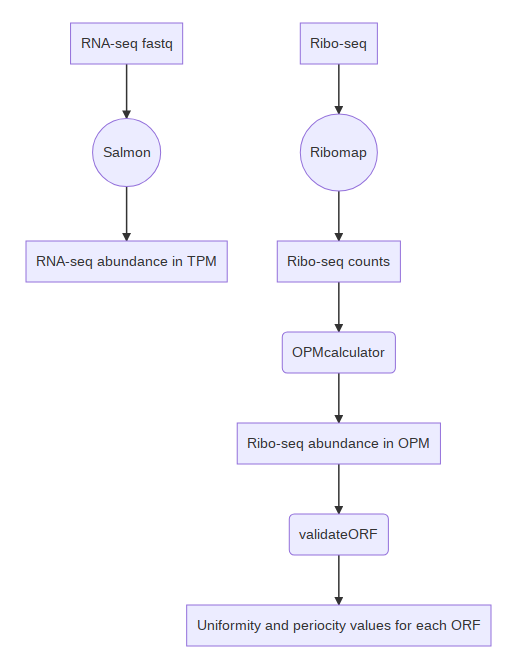 RNA-seq fastq
Ribo-seq
Salmon
Ribomap
RNA-seq abundance in TPM
Ribo-seq counts
OPMcalculator
Ribo-seq abundance in OPM
validateORF
Uniformity and periocity values for each ORF